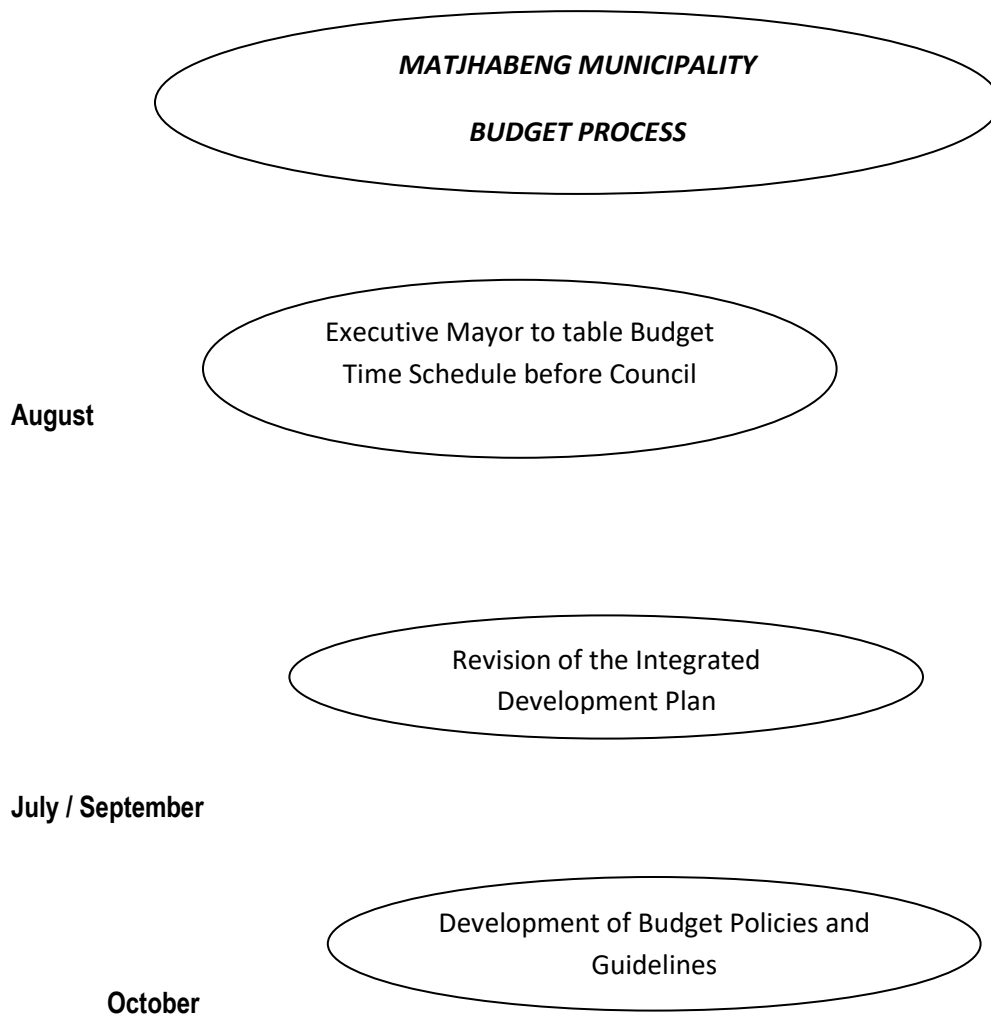 MATJHABENG MUNICIPALITY
BUDGET PROCESS
Executive Mayor to table Budget
Time Schedule before Council
August
Revision of the Integrated
Development Plan
July / September
Development of Budget Policies and
Guidelines
October